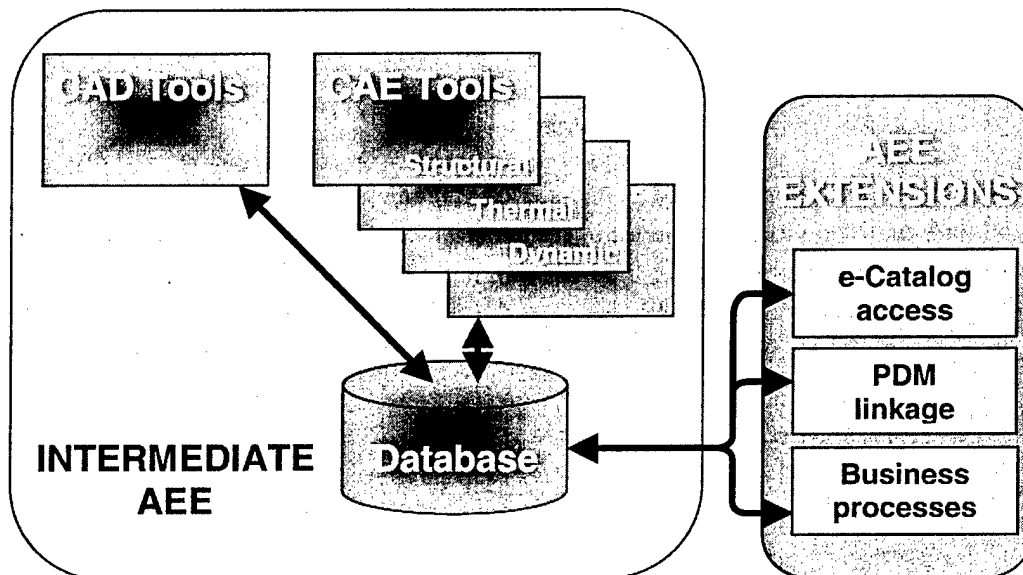 CAD Tools
CAE Tools
Structural
Thermal
Dynamic
Database
INTERMEDIATE
AEE
AEE
EXTENSIONS
e-Catalog
access
PDM
linkage
Business
processes